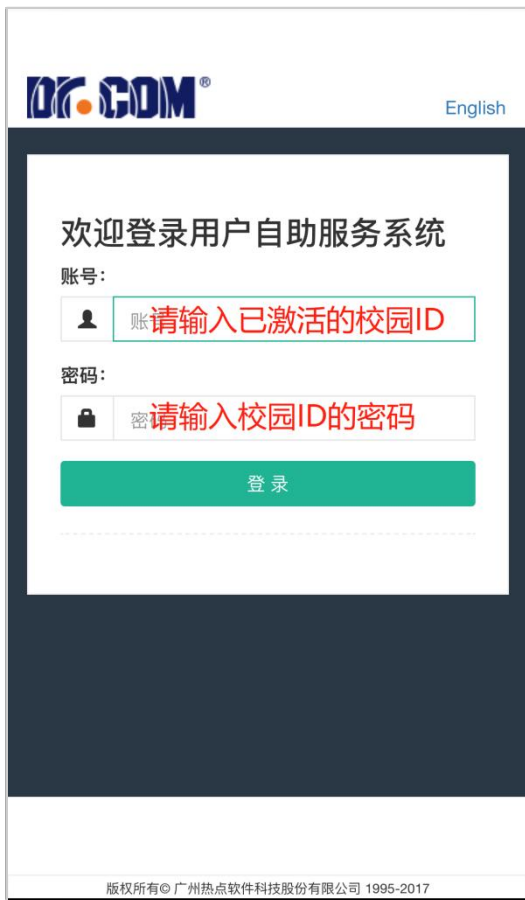 Dr.COM®
English
欢迎登录用户自助服务系统
账号：
账请输入已激活的校园ID
密码：
密请输入校园ID的密码
登 录
版权所有© 广州热点软件科技股份有限公司 1995-2017